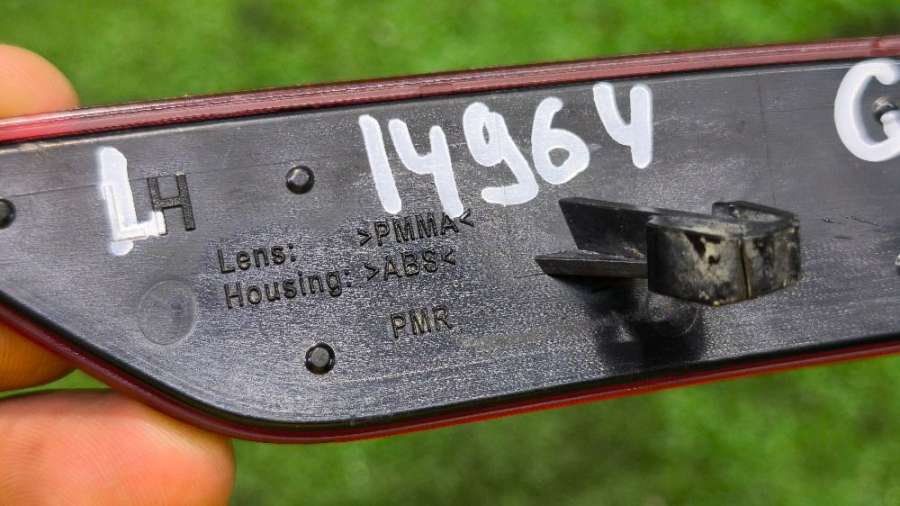 14964 G
LH
Lens: >PMMA<
Housing: >ABS<
PMR